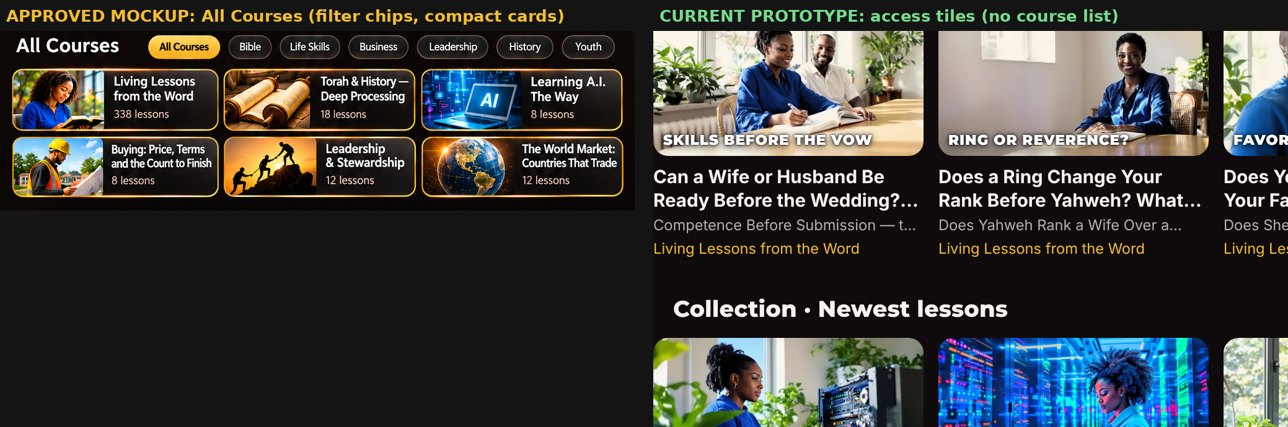 APPROVED MOCKUP: All Courses (filter chips, compact cards)
All Courses
All Courses
Bible
Life Skills
Business
Leadership
History
Youth
Living Lessons
from the Word
338 lessons
Torah & History —
Deep Processing
18 lessons
AI
Learning A.I.
The Way
8 lessons
Buying: Price, Terms
and the Count to Finish
8 lessons
Leadership
& Stewardship
12 lessons
The World Market:
Countries That Trade
12 lessons
CURRENT PROTOTYPE: access tiles (no course list)
SKILLS BEFORE THE VOW
Can a Wife or Husband Be
Ready Before the Wedding?...
Competence Before Submission — t...
Living Lessons from the Word
RING OR REVERENCE?
Does a Ring Change Your
Rank Before Yahweh? What...
Does Yahweh Rank a Wife Over a...
Living Lessons from the Word
FAVOR
Does Yo
Your Fa
Does She
Living Les
Collection · Newest lessons